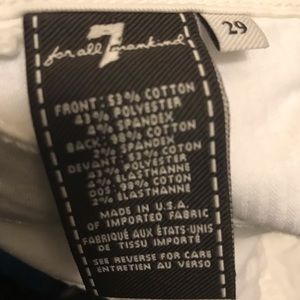 7
for all mankind
29
FRONT: 53% COTTON
43% POLYESTER
4% SPANDEX
BACK: 98% COTTON
2% SPANDEX
DEVANT: 53% COTON
43% POLYESTER
4% ELASTHANNE
DOS: 98% COTON
2% ELASTHANNE
MADE IN U.S.A.
OF IMPORTED FABRIC
FABRIQUÉ AUX ÉTATS-UNIS
DE TISSU IMPORTÉ
SEE REVERSE FOR CARE
ENTRETIEN AU VERSO